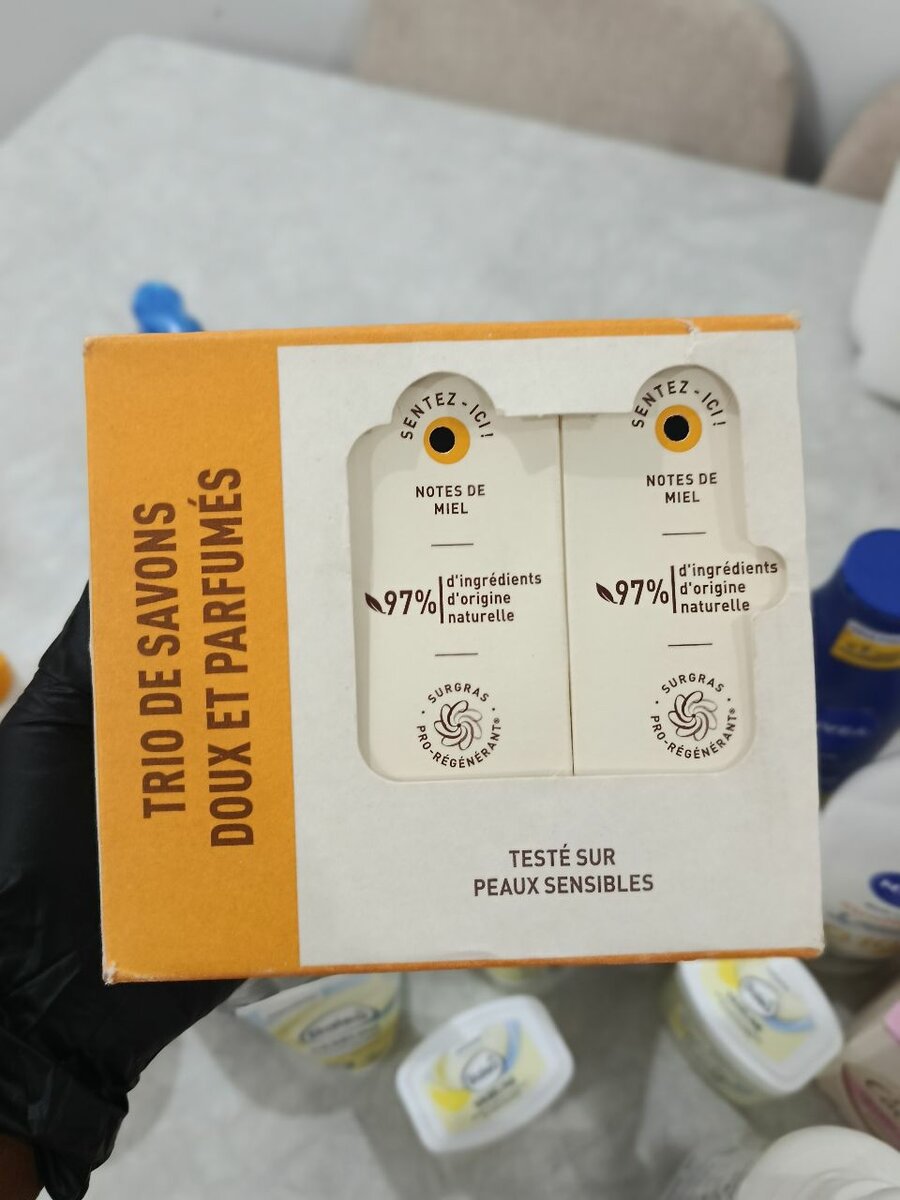 TRIO DE SAVONS
DOUX ET PARFUMÉS
SENTEZ-ICI!
NOTES DE
MIEL
97%
d'ingrédients
d'origine
naturelle
• SURGRAS •
PRO-RÉGÉNÉRANT®
SENTEZ-ICI!
NOTES DE
MIEL
97%
d'ingrédients
d'origine
naturelle
• SURGRAS •
PRO-RÉGÉNÉRANT®
TESTÉ SUR
PEAUX SENSIBLES